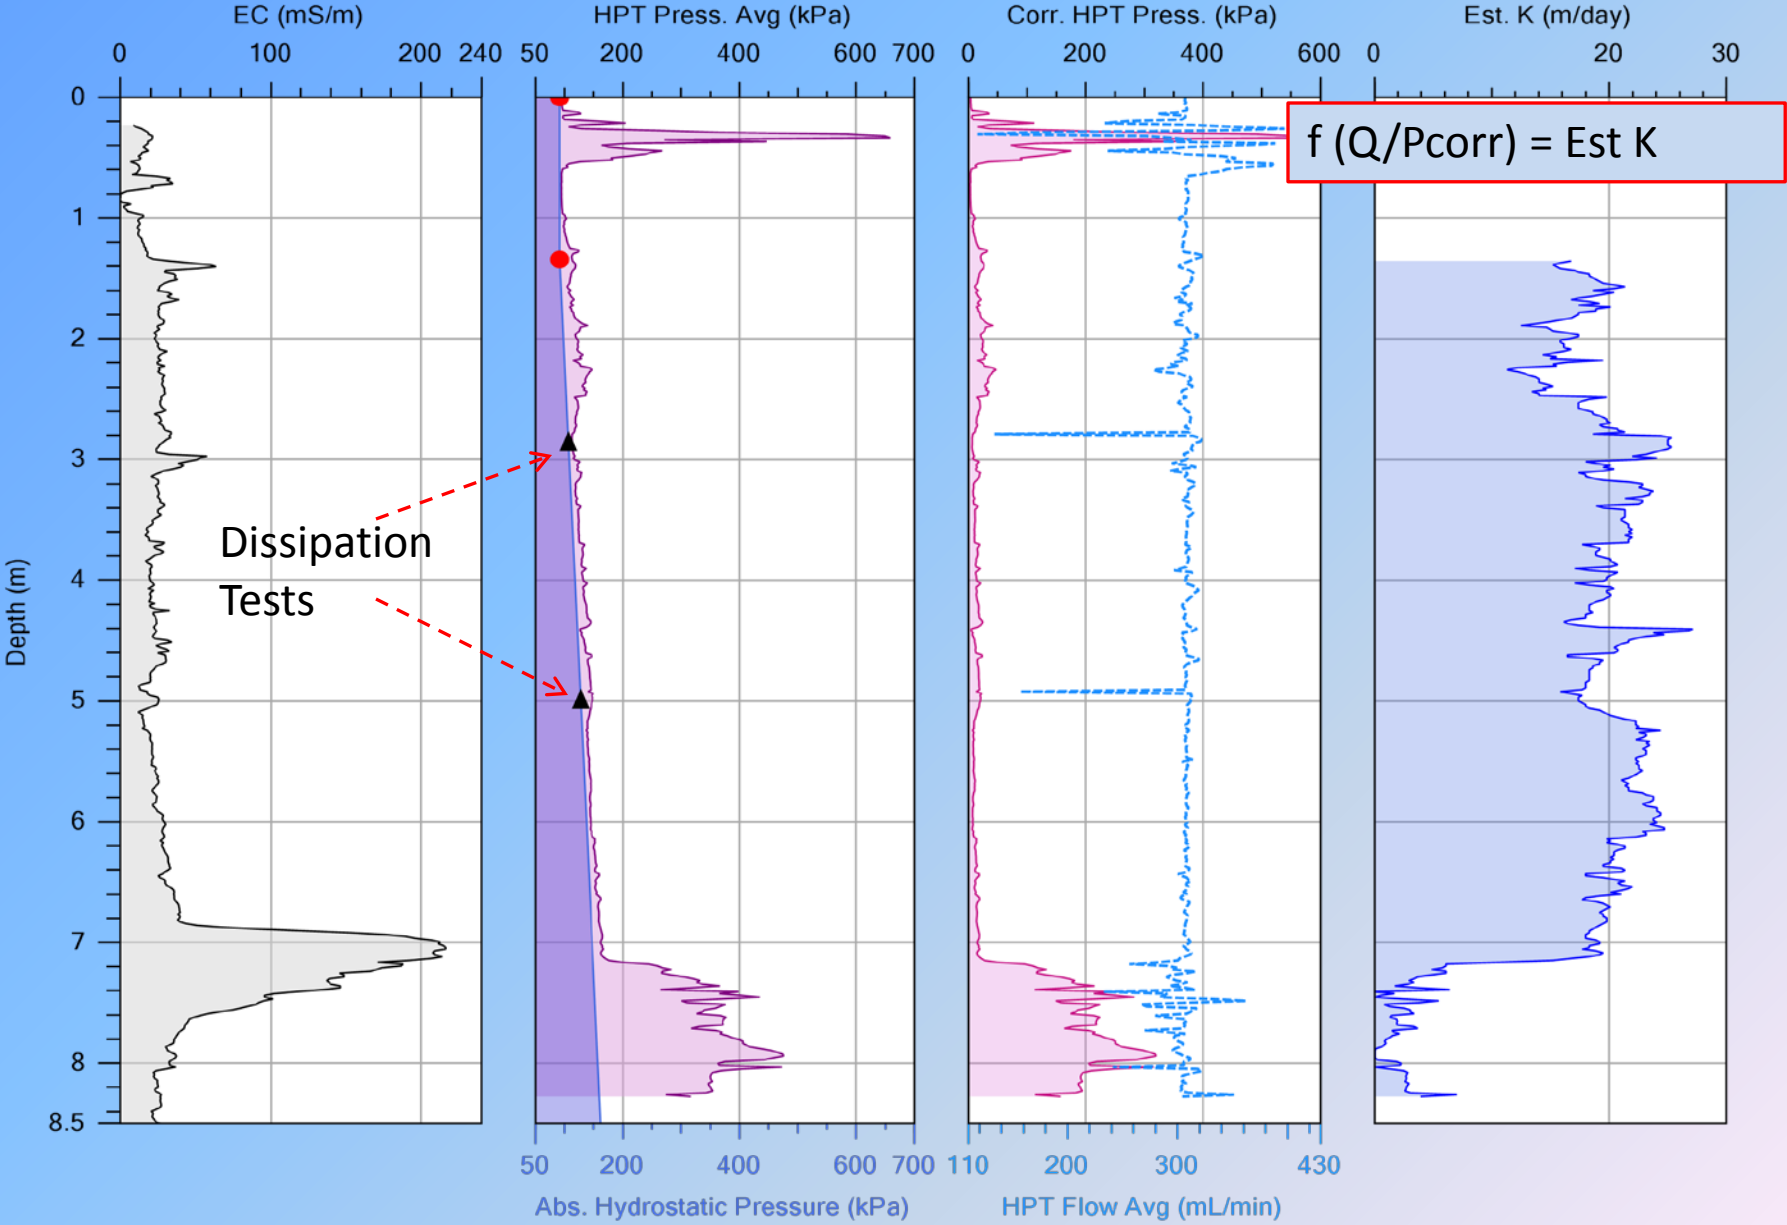 EC (mS/m)
HPT Press. Avg (kPa)
Corr. HPT Press. (kPa)
Est. K (m/day)
0 100 200 240
50 200 400 600 700
0 200 400 600
0 20 30
f (Q/Pcorr) = Est K
Depth (m)
0
1
2
3
4
5
6
7
8
8.5
Dissipation
Tests
50 200 400 600 700
110 200 300 430
Abs. Hydrostatic Pressure (kPa)
HPT Flow Avg (mL/min)